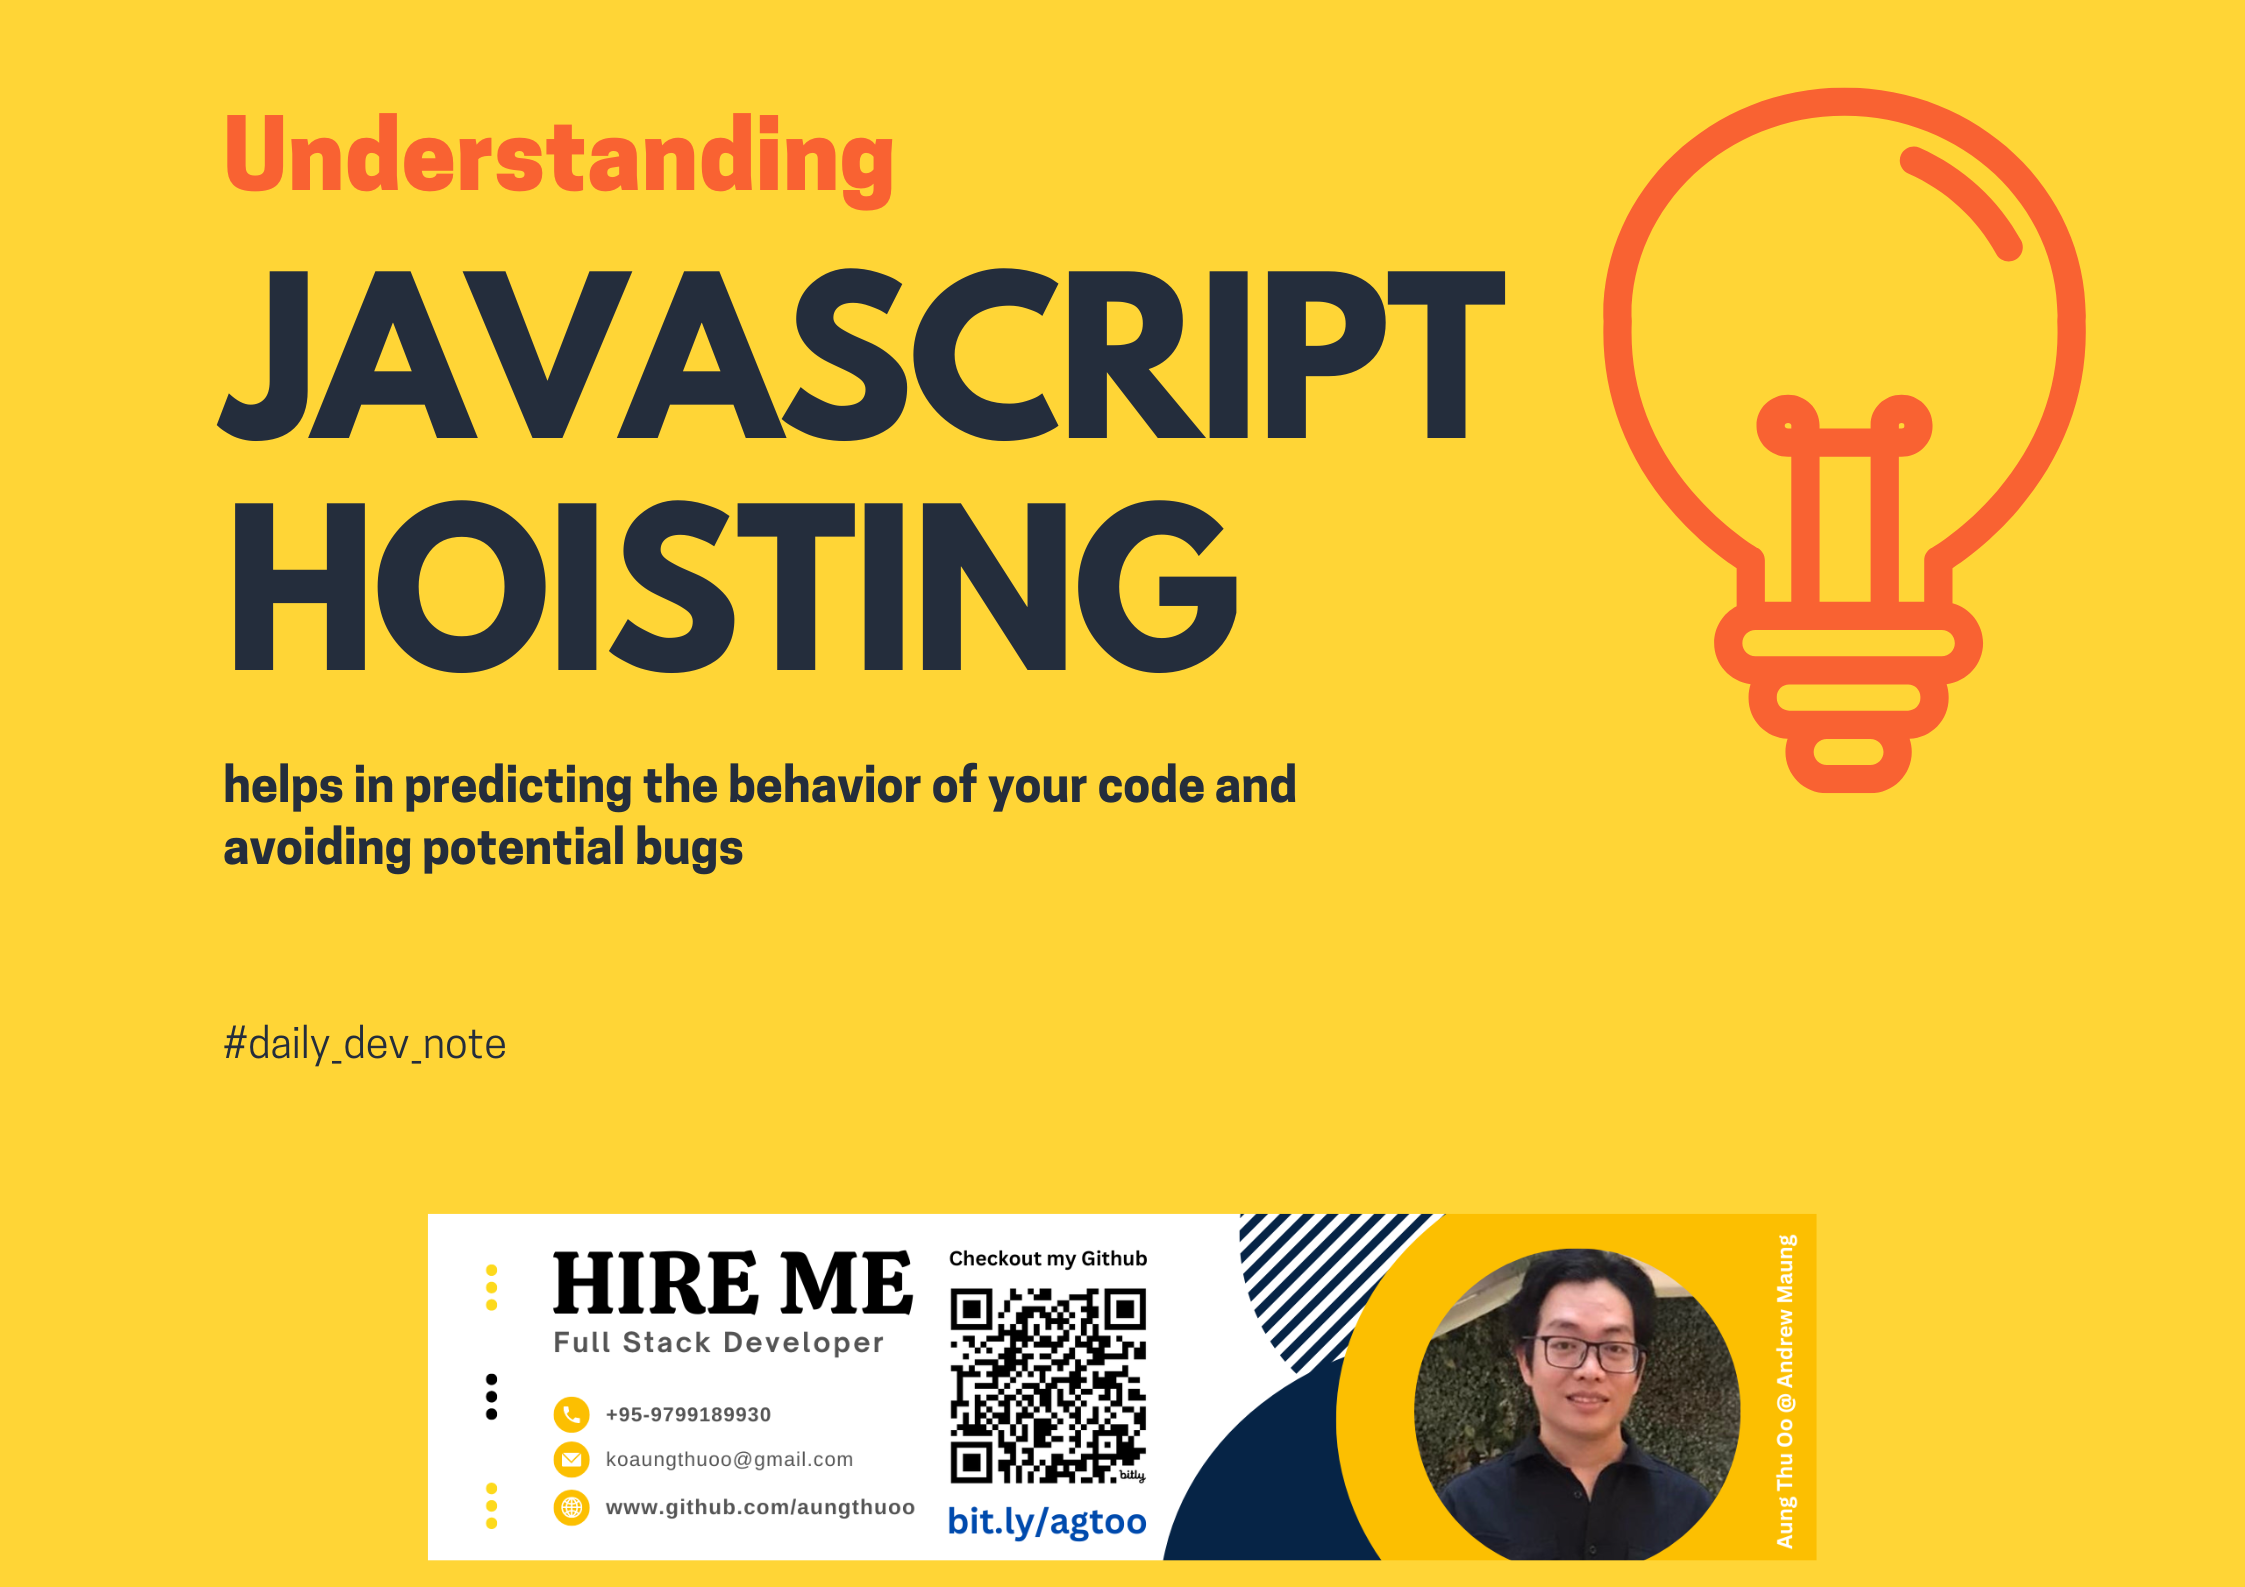 Understanding
JAVASCRIPT
HOISTING
helps in predicting the behavior of your code and
avoiding potential bugs
#daily_dev_note
HIRE ME
Full Stack Developer
+95-9799189930
koaungthuoo@gmail.com
www.github.com/aungthuoo
Checkout my Github
bitly
bit.ly/agtoo
Aung Thu Oo @ Andrew Maung